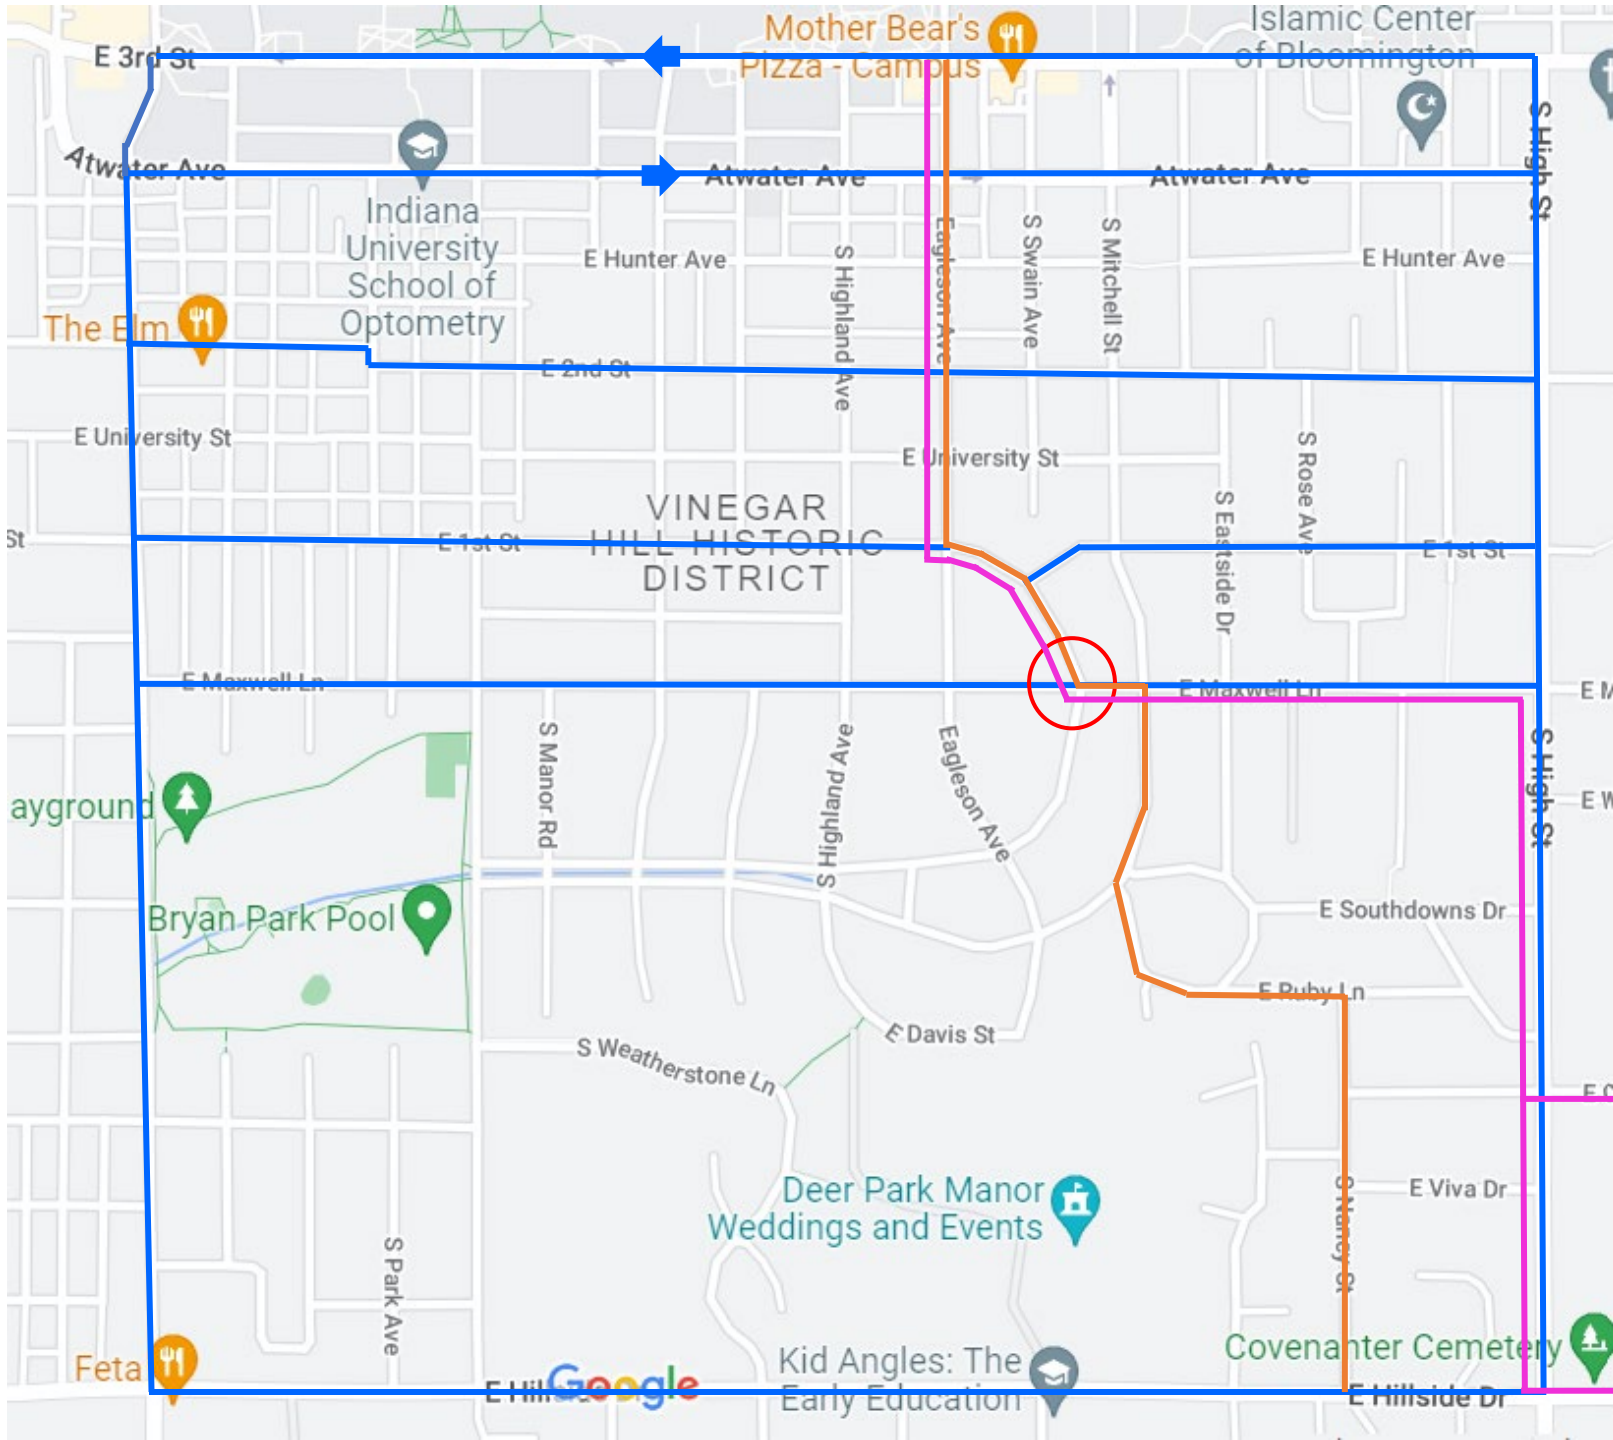 Islamic Center
of Bloomington
Mother Bear's
Pizza - Campus
E 3rd St
S High St
Atwater Ave
Atwater Ave
Atwater Ave
Indiana
University
School of
Optometry
E Hunter Ave
E Hunter Ave
S Highland Ave
Eagleson Ave
S Swain Ave
S Mitchell St
The Elm
E 2nd St
E University St
E University St
S Rose Ave
S Eastside Dr
VINEGAR
HILL HISTORIC
DISTRICT
St
E 1st St
E 1st St
E Maxwell Ln
E Maxwell Ln
E M
S Manor Rd
S Highland Ave
Eagleson Ave
S High St
E W
ayground
Bryan Park Pool
E Southdowns Dr
E Ruby Ln
E Davis St
S Weatherstone Ln
E C
Deer Park Manor
Weddings and Events
E Viva Dr
S Nancy St
S Park Ave
Covenanter Cemetery
Feta
Kid Angles: The
Early Education
Google
E Hillside Dr